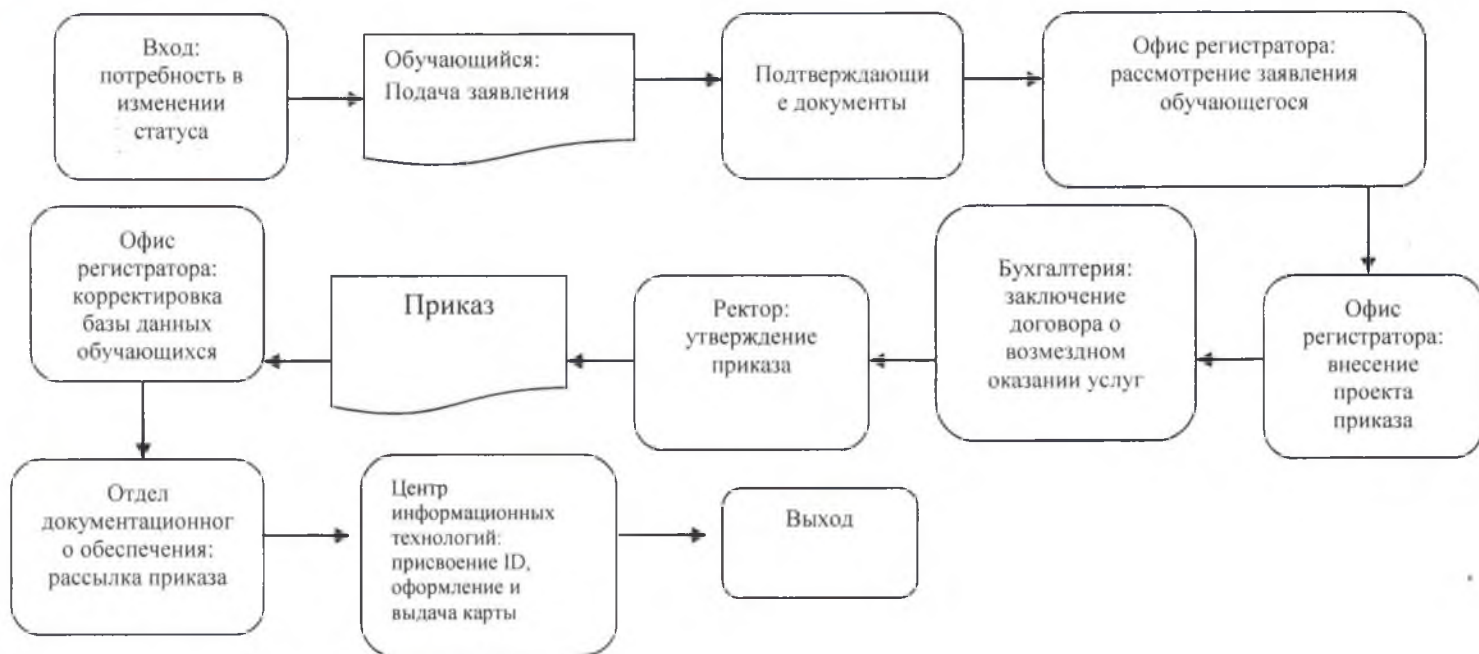 Вход:
потребность в
изменении
статуса
Обучающийся:
Подача заявления
Подтверждающи
е документы
Офис регистратора:
рассмотрение заявления
обучающегося
Офис
регистратора:
корректировка
базы данных
обучающихся
Приказ
Ректор:
утверждение
приказа
Бухгалтерия:
заключение
договора о
возмездном
оказании услуг
Офис
регистратора:
внесение
проекта
приказа
Отдел
документационног
о обеспечения:
рассылка приказа
Центр
информационных
технологий:
присвоение ID,
оформление и
выдача карты
Выход